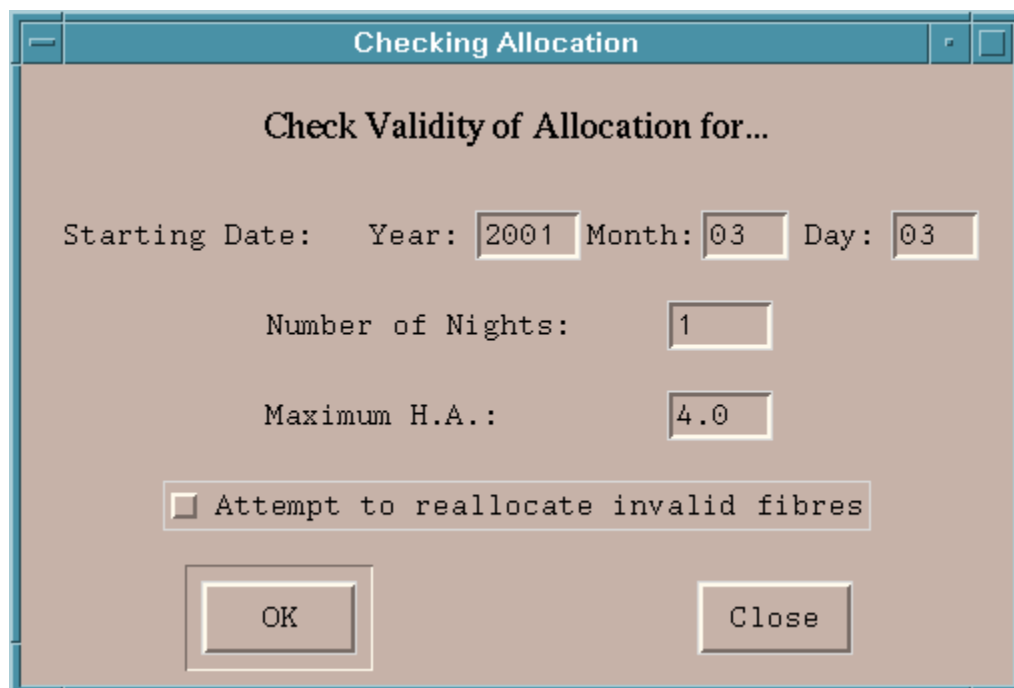 Checking Allocation
Check Validity of Allocation for...
Starting Date: Year: 2001 Month: 03 Day: 03
Number of Nights: 1
Maximum H.A.: 4.0
Attempt to reallocate invalid fibres
OK Close